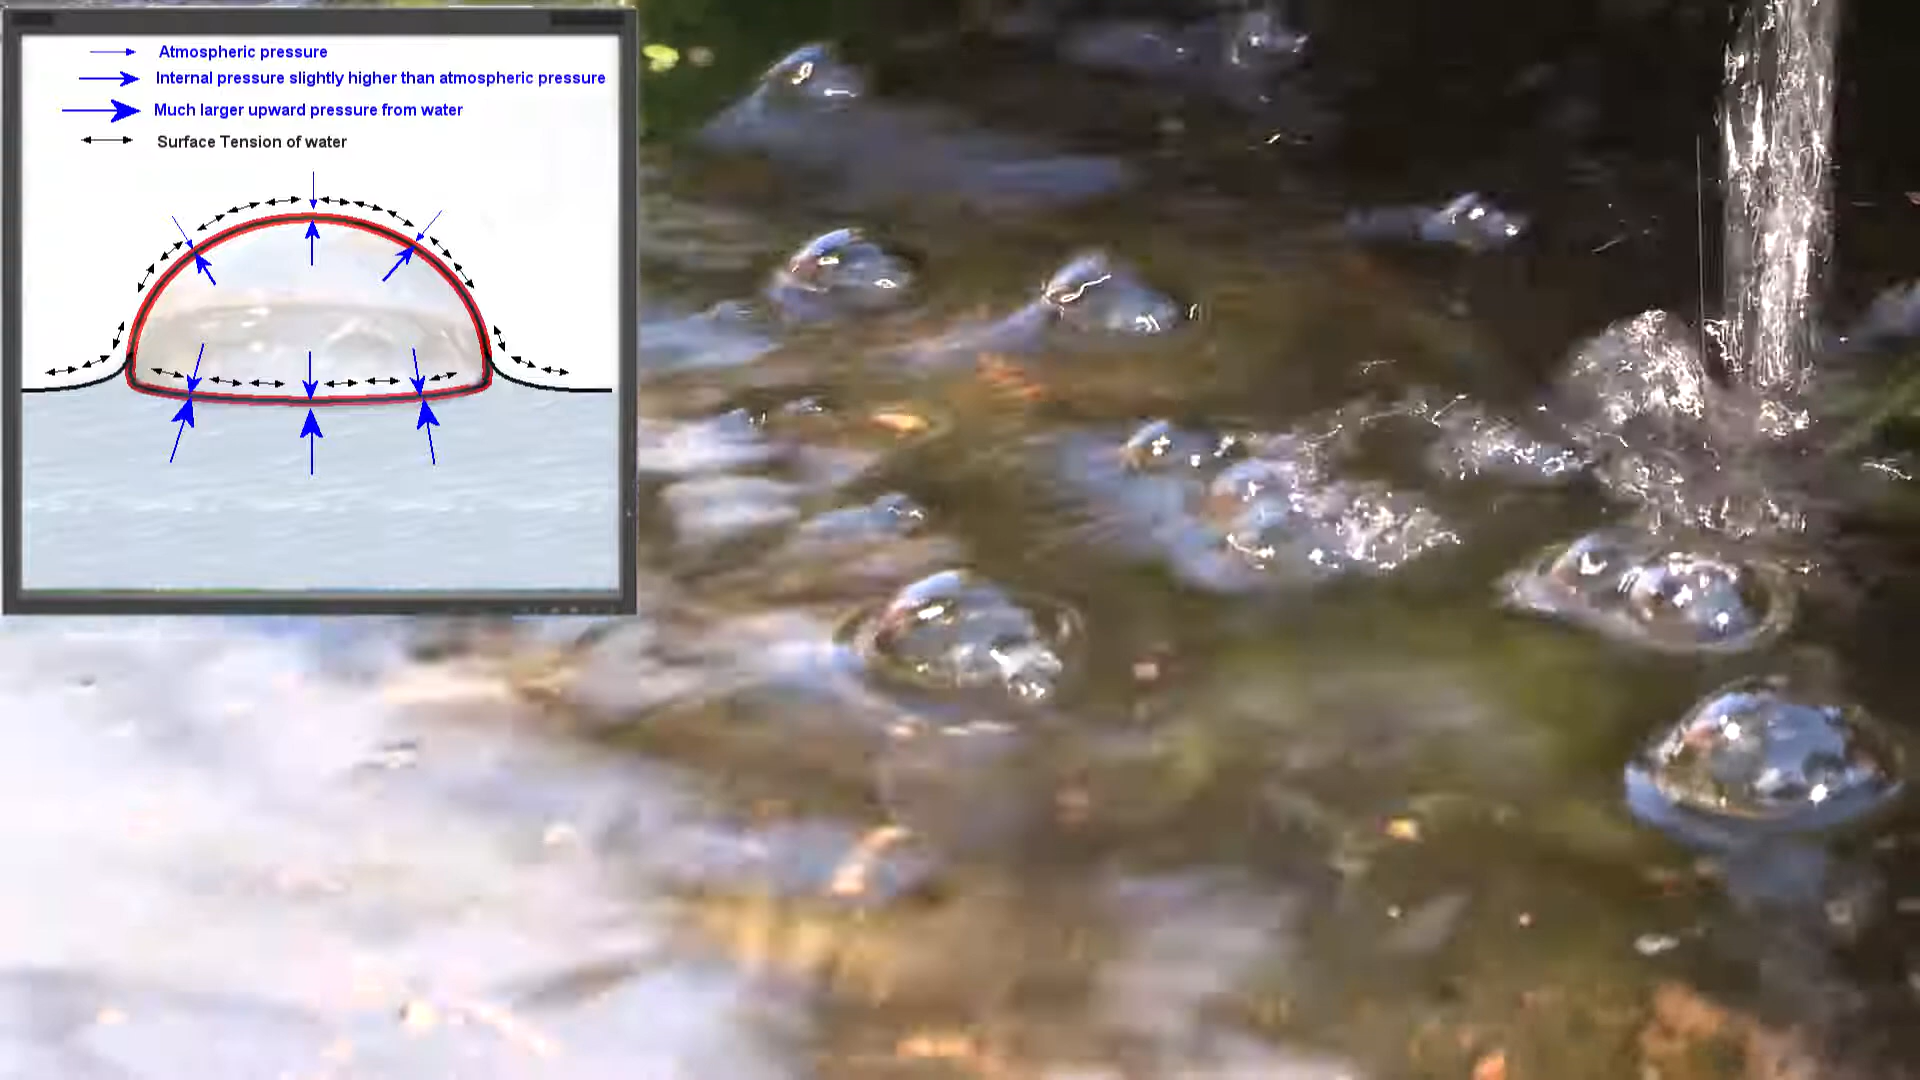 Atmospheric pressure
Internal pressure slightly higher than atmospheric pressure
Much larger upward pressure from water
Surface Tension of water